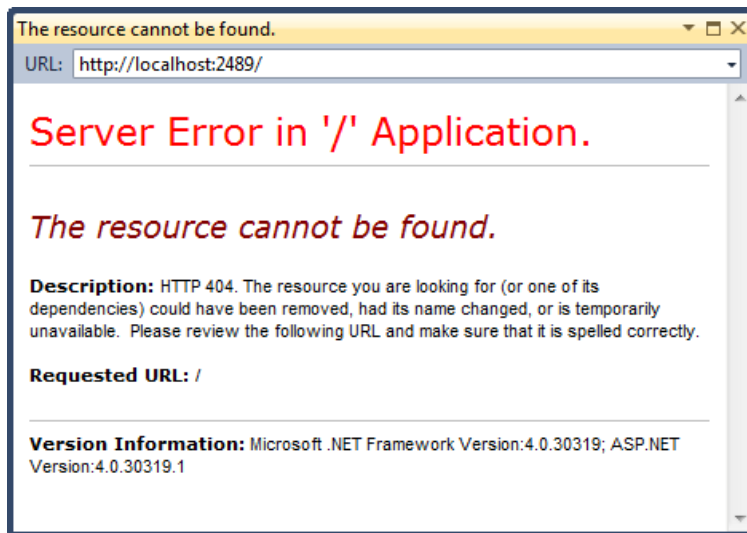 The resource cannot be found.
URL: http://localhost:2489/
Server Error in '/' Application.
The resource cannot be found.
Description: HTTP 404. The resource you are looking for (or one of its
dependencies) could have been removed, had its name changed, or is temporarily
unavailable.  Please review the following URL and make sure that it is spelled correctly.
Requested URL: /
Version Information: Microsoft .NET Framework Version:4.0.30319; ASP.NET
Version:4.0.30319.1